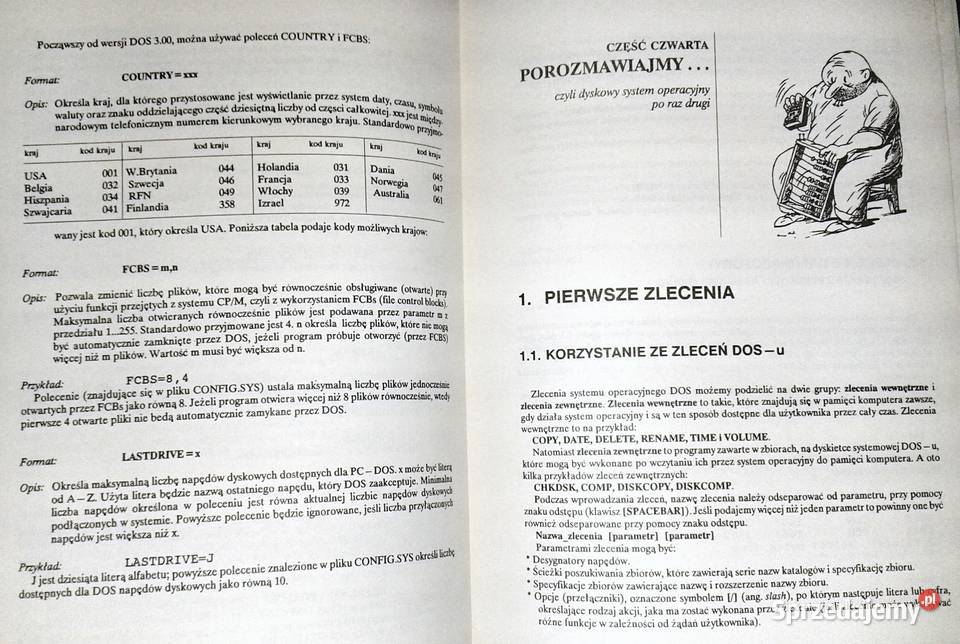 Począwszy od wersji DOS 3.00, można używać poleceń COUNTRY i FCBS:
Format: COUNTRY=xxx
Opis: Określa kraj, dla którego przystosowane jest wyświetlanie przez system daty, czasu, symbolu
waluty oraz znaku oddzielającego część dziesiętną liczby od części całkowitej. xxx jest między-
narodowym telefonicznym numerem kierunkowym wybranego kraju. Standardowo przyjmo-
kraj kod kraju kraj kod kraju kraj kod kraju kraj kod kraju
USA 001 W.Brytania 044 Holandia 031 Dania 045
Belgia 032 Szwecja 046 Francja 033 Norwegia 047
Hiszpania 034 RFN 049 Włochy 039 Australia 061
Szwajcaria 041 Finlandia 358 Izrael 972
wany jest kod 001, który określa USA. Poniższa tabela podaje kody możliwych krajow:
Format: FCBS=m,n
Opis: Pozwala zmienić liczbę plików, które mogą być równocześnie obsługiwane (otwarte) przy
użyciu funkcji przejętych z systemu CP/M, czyli z wykorzystaniem FCBs (file control blocks).
Maksymalna liczba otwieranych równocześnie plików jest podawana przez parametr m z
przedziału 1...255. Standardowo przyjmowane jest 4. n określa liczbę plików, które nie mogą
być automatycznie zamknięte przez DOS, jeżeli program próbuje otworzyć (przez FCBS)
więcej niż m plików. Wartość m musi być większa od n.
Przykład: FCBS=8,4
Polecenie (znajdujące się w pliku CONFIG.SYS) ustala maksymalną liczbę plików jednocześnie
otwartych przez FCBs jako równą 8. Jeżeli program otwiera więcej niż 8 plików równocześnie, wtedy
pierwsze 4 otwarte pliki nie bedą automatycznie zamykane przez DOS.
Format: LASTDRIVE=x
Opis: Określa maksymalną liczbę napędów dyskowych dostępnych dla PC−DOS. x może być literą
od A−Z. Użyta litera będzie nazwą ostatniego napędu, który DOS zaakceptuje. Minimalna
liczba napędów określona w poleceniu jest równa aktualnej liczbie napędów dyskowych
podłączonych w systemie. Powyższe polecenie będzie ignorowane, jeśli liczba przyłączonych
napędów jest większa niż x.
Przykład: LASTDRIVE=J
J jest dziesiąta literą alfabetu; powyższe polecenie znalezione w pliku CONFIG.SYS określi liczbę
dostępnych dla DOS napędów dyskowych jako równą 10.
CZĘŚĆ CZWARTA
POROZMAWIAJMY...
czyli dyskowy system operacyjny
po raz drugi
1. PIERWSZE ZLECENIA
1.1. KORZYSTANIE ZE ZLECEŃ DOS−u
Zlecenia systemu operacyjnego DOS możemy podzielić na dwie grupy: zlecenia wewnętrzne i
zlecenia zewnętrzne. Zlecenia wewnętrzne to takie, które znajdują się w pamięci komputera zawsze,
gdy działa system operacyjny i są w ten sposób dostępne dla użytkownika przez cały czas. Zlecenia
wewnętrzne to na przykład:
COPY, DATE, DELETE, RENAME, TIME i VOLUME.
Natomiast zlecenia zewnętrzne to programy zawarte w zbiorach, na dyskietce systemowej DOS−u,
które mogą być wykonane po wczytaniu ich przez system operacyjny do pamięci komputera. A oto
kilka przykładów zleceń zewnętrznych:
CHKDSK, COMP, DISKCOPY, DISKCOMP.
Podczas wprowadzania zleceń, nazwę zlecenia należy odseparować od parametru, przy pomocy
znaku odstępu (klawisz [SPACEBAR]). Jeśli podajemy więcej niż jeden parametr to powinny one być
również odseparowane przy pomocy znaku odstępu.
Nazwa_zlecenia [parametr] [parametr]
Parametrami zlecenia mogą być:
* Desygnatory napędów.
* Ścieżki poszukiwania zbiorów, które zawierają serie nazw katalogów i specyfikację zbioru.
* Specyfikacje zbiorów zawierające nazwę i rozszerzenie nazwy zbioru.
* Opcje (przełączniki), oznaczone symbolem [/] (ang. slash), po którym następuje litera lub cyfra,
określające rodzaj akcji, jaka ma zostać wykonana
różne funkcje w zależności od żądań użytkownika).
Sprzedajemy.pl